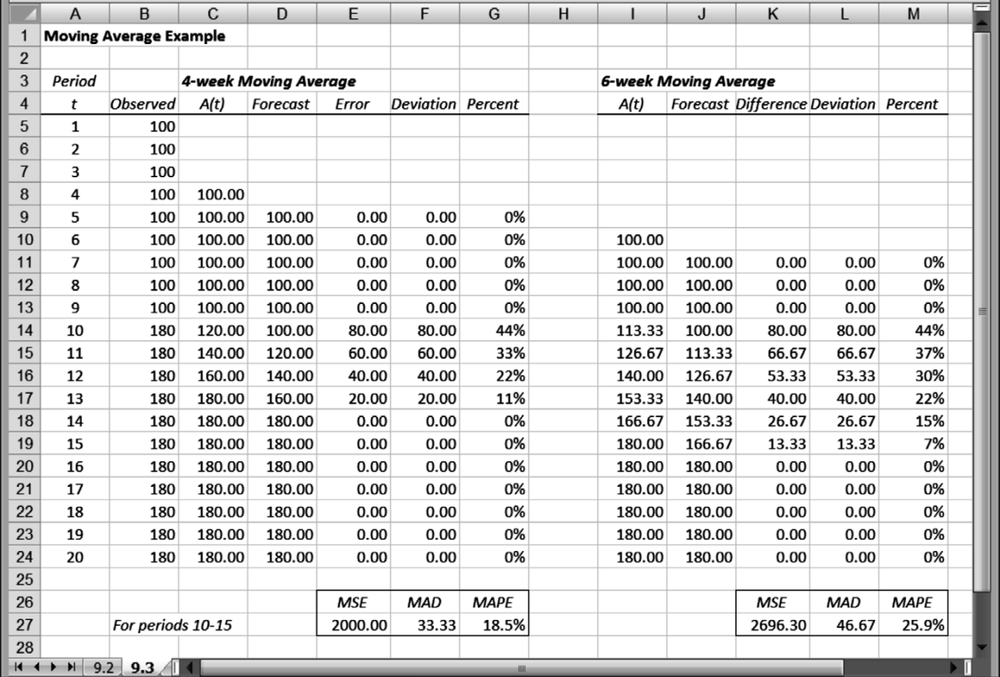 A B C D E F G H I J K L M
1 Moving Average Example
2
3 Period 4-week Moving Average 6-week Moving Average
4 t Observed A(t) Forecast Error Deviation Percent A(t) Forecast Difference Deviation Percent
5 1 100
6 2 100
7 3 100
8 4 100 100.00
9 5 100 100.00 100.00 0.00 0.00 0%
10 6 100 100.00 100.00 0.00 0.00 0% 100.00
11 7 100 100.00 100.00 0.00 0.00 0% 100.00 100.00 0.00 0.00 0%
12 8 100 100.00 100.00 0.00 0.00 0% 100.00 100.00 0.00 0.00 0%
13 9 100 100.00 100.00 0.00 0.00 0% 100.00 100.00 0.00 0.00 0%
14 10 180 120.00 100.00 80.00 80.00 44% 113.33 100.00 80.00 80.00 44%
15 11 180 140.00 120.00 60.00 60.00 33% 126.67 113.33 66.67 66.67 37%
16 12 180 160.00 140.00 40.00 40.00 22% 140.00 126.67 53.33 53.33 30%
17 13 180 180.00 160.00 20.00 20.00 11% 153.33 140.00 40.00 40.00 22%
18 14 180 180.00 180.00 0.00 0.00 0% 166.67 153.33 26.67 26.67 15%
19 15 180 180.00 180.00 0.00 0.00 0% 180.00 166.67 13.33 13.33 7%
20 16 180 180.00 180.00 0.00 0.00 0% 180.00 180.00 0.00 0.00 0%
21 17 180 180.00 180.00 0.00 0.00 0% 180.00 180.00 0.00 0.00 0%
22 18 180 180.00 180.00 0.00 0.00 0% 180.00 180.00 0.00 0.00 0%
23 19 180 180.00 180.00 0.00 0.00 0% 180.00 180.00 0.00 0.00 0%
24 20 180 180.00 180.00 0.00 0.00 0% 180.00 180.00 0.00 0.00 0%
25
26 MSE MAD MAPE MSE MAD MAPE
27 For periods 10-15 2000.00 33.33 18.5% 2696.30 46.67 25.9%
28
9.2 9.3